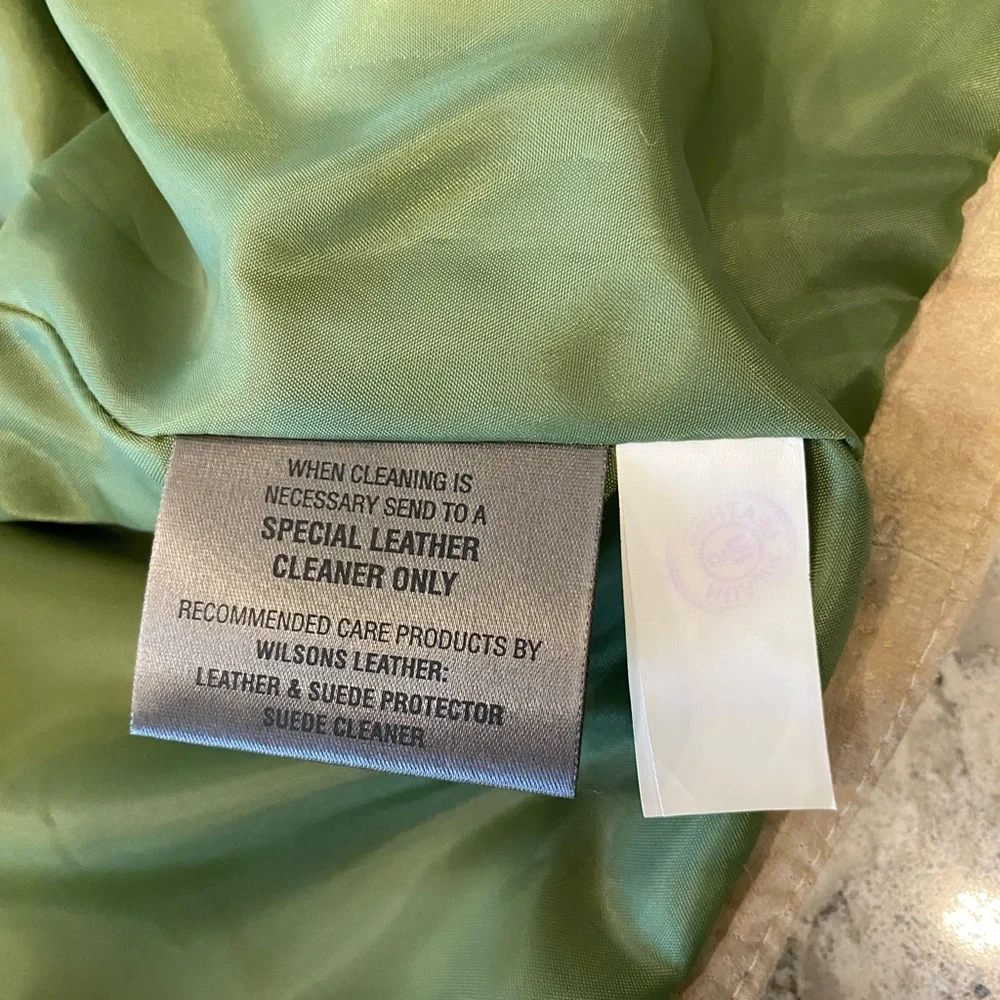 WHEN CLEANING IS
NECESSARY SEND TO A
SPECIAL LEATHER
CLEANER ONLY
RECOMMENDED CARE PRODUCTS BY
WILSONS LEATHER:
LEATHER & SUEDE PROTECTOR
SUEDE CLEANER